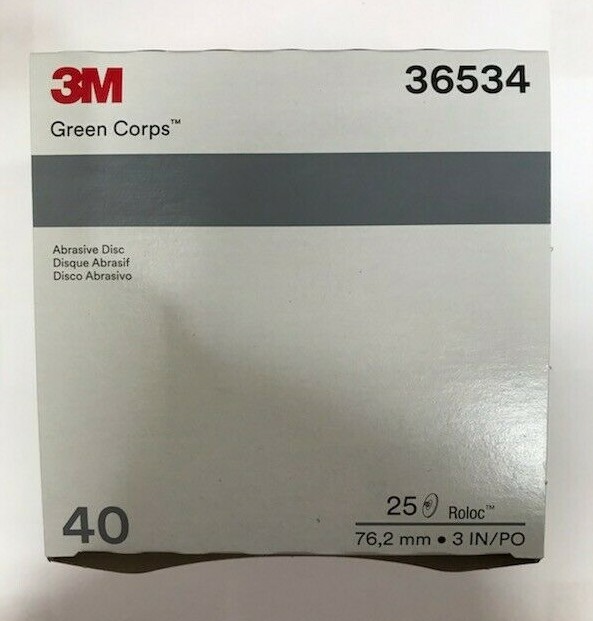 3M
36534
Green Corps™
Abrasive Disc
Disque Abrasif
Disco Abrasivo
40
25 Roloc™
76,2 mm • 3 IN/PO